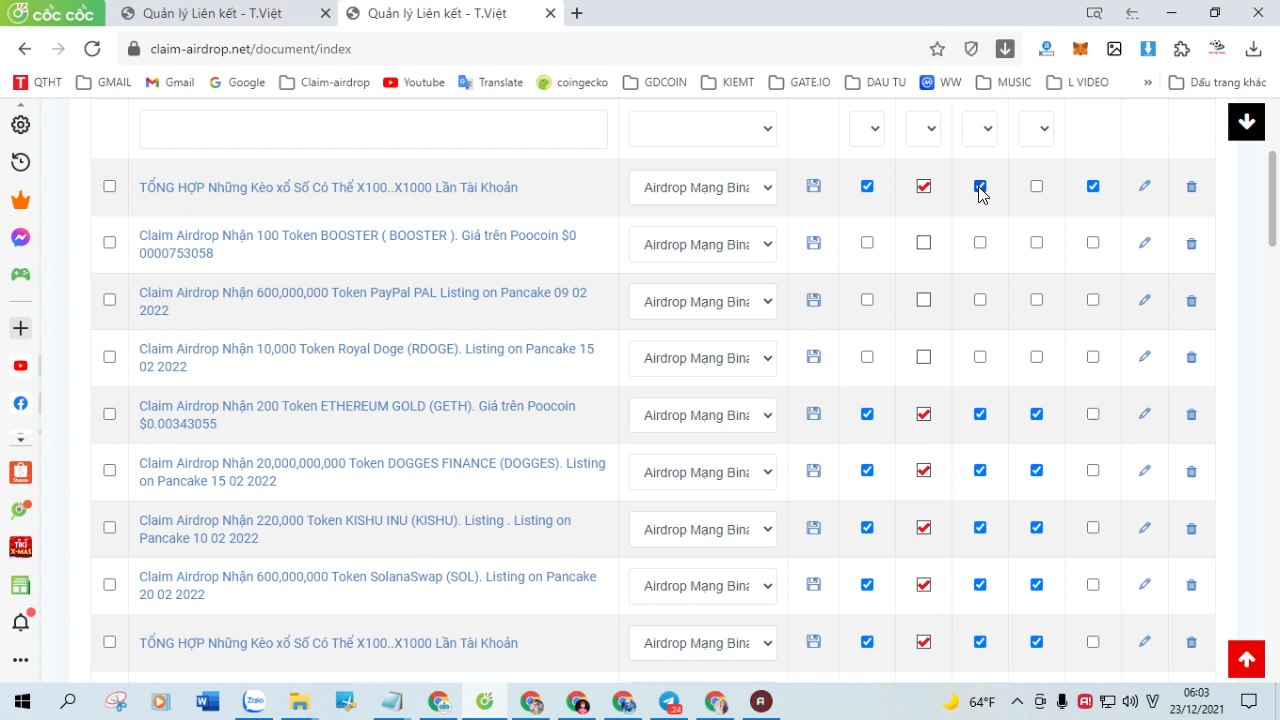 CỐC CỐC
Quản lý kiếm kết - T.Việt
Quản lý kết - T.Việt
claim-airdrop.net/document/index
QTHT GMAIL Gmail Google Claim-airdrop Youtube Translate coingecko GDCOIN KIEMT GATE.IO DAU TU WW MUSIC L VIDEO » Dấu trang khác
TỔNG HỢP Những Kèo xổ Số Có Thể X100..X1000 Lần Tài Khoản
Airdrop Mạng Bina
Claim Airdrop Nhận 100 Token BOOSTER ( BOOSTER ). Giá trên Poocoin $0
0000753058
Airdrop Mạng Bina
Claim Airdrop Nhận 600,000,000 Token PayPal PAL Listing on Pancake 09 02
2022
Airdrop Mạng Bina
Claim Airdrop Nhận 10,000 Token Royal Doge (RDOGE). Listing on Pancake 15
02 2022
Airdrop Mạng Bina
Claim Airdrop Nhận 200 Token ETHEREUM GOLD (GETH). Giá trên Poocoin
$0.00343055
Airdrop Mạng Bina
Claim Airdrop Nhận 20,000,000,000 Token DOGGES FINANCE (DOGGES). Listing
on Pancake 15 02 2022
Airdrop Mạng Bina
Claim Airdrop Nhận 220,000 Token KISHU INU (KISHU). Listing . Listing on
Pancake 10 02 2022
Airdrop Mạng Bina
Claim Airdrop Nhận 600,000,000 Token SolanaSwap (SOL). Listing on Pancake
20 02 2022
Airdrop Mạng Bina
TỔNG HỢP Những Kèo xổ Số Có Thể X100..X1000 Lần Tài Khoản
Airdrop Mạng Bina
Shopee
TIKI
X-MAS
Zalo
24
64°F
06:03
23/12/2021